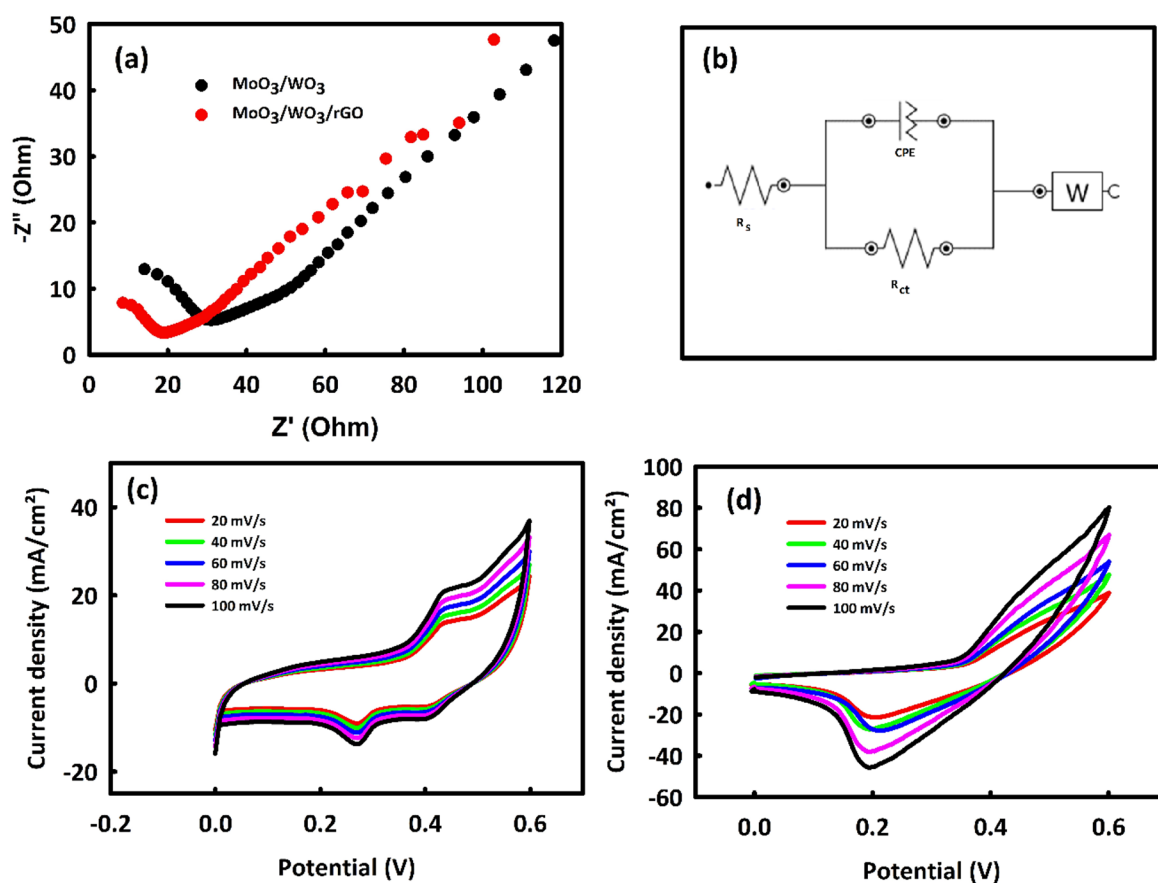 (a)
50
40
30
20
10
0
-Z" (Ohm)
MoO₃/WO₃
MoO₃/WO₃/rGO
0 20 40 60 80 100 120
Z' (Ohm)
(b)
CPE
R s
R ct
W
(c)
40
20
0
-20
Current density (mA/cm²)
20 mV/s
40 mV/s
60 mV/s
80 mV/s
100 mV/s
-0.2 0.0 0.2 0.4 0.6
Potential (V)
(d)
100
80
60
40
20
0
-20
-40
-60
Current density (mA/cm²)
20 mV/s
40 mV/s
60 mV/s
80 mV/s
100 mV/s
0.0 0.2 0.4 0.6
Potential (V)